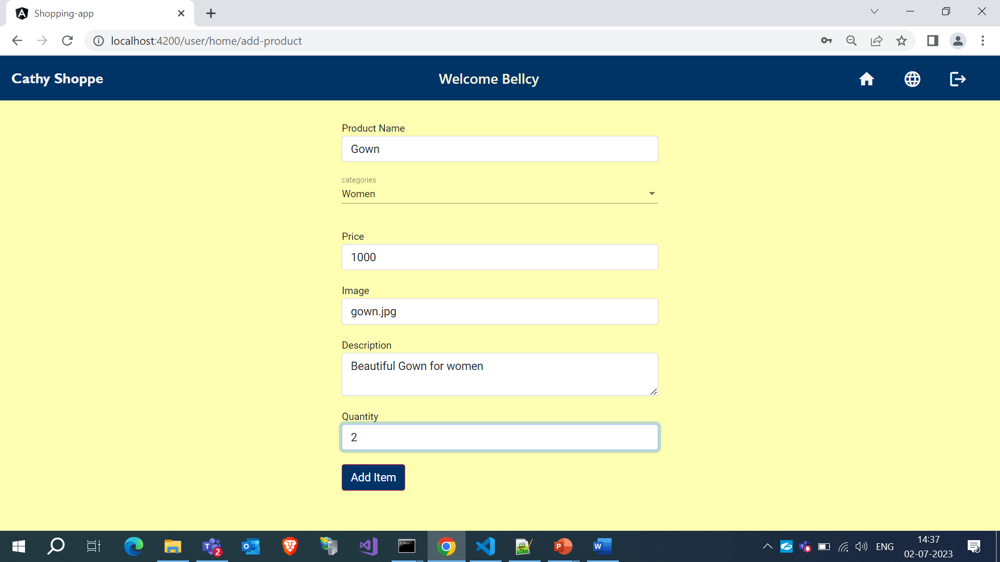 Shopping-app
localhost:4200/user/home/add-product
Cathy Shoppe
Welcome Bellcy
Product Name
Gown
categories
Women
Price
1000
Image
gown.jpg
Description
Beautiful Gown for women
Quantity
2
Add Item
2
ENG
14:37
02-07-2023